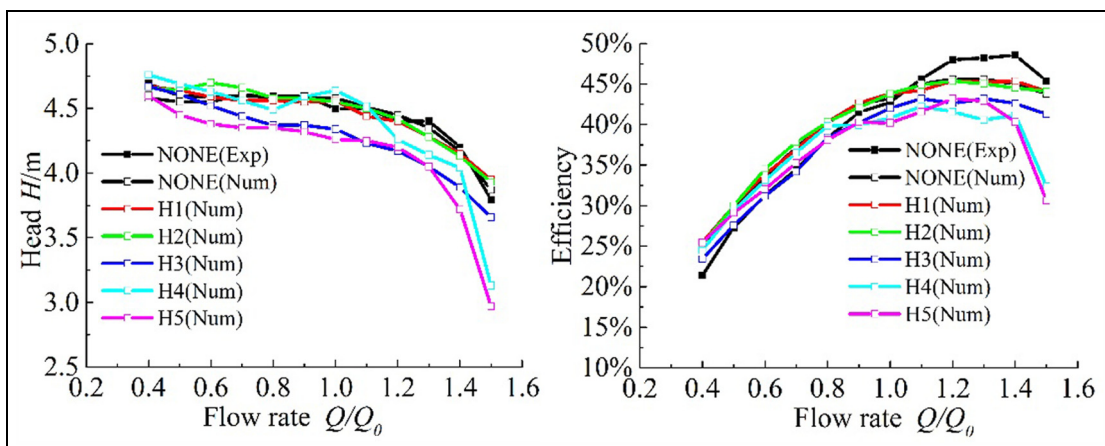 5.0
4.5
4.0
3.5
3.0
2.5
Head H/m
NONE(Exp)
NONE(Num)
H1(Num)
H2(Num)
H3(Num)
H4(Num)
H5(Num)
0.2 0.4 0.6 0.8 1.0 1.2 1.4 1.6
Flow rate Q/Q0
50%
45%
40%
35%
30%
25%
20%
15%
10%
Efficiency
NONE(Exp)
NONE(Num)
H1(Num)
H2(Num)
H3(Num)
H4(Num)
H5(Num)
0.2 0.4 0.6 0.8 1.0 1.2 1.4 1.6
Flow rate Q/Q0